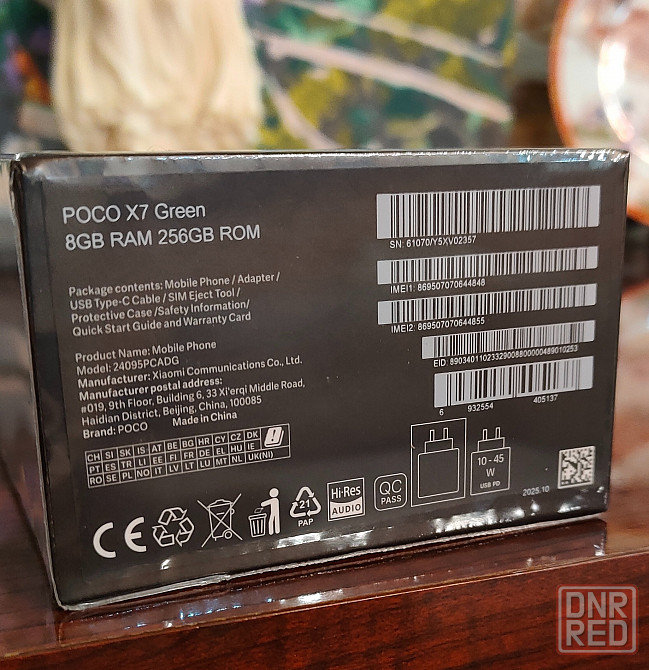 POCO X7 Green
8GB RAM 256GB ROM
Package contents: Mobile Phone / Adapter /
USB Type-C Cable / SIM Eject Tool /
Protective Case /Safety Information/
Quick Start Guide and Warranty Card
Product Name: Mobile Phone
Model: 24095PCADG
Manufacturer: Xiaomi Communications Co., Ltd.
Manufacturer postal address:
#019, 9th Floor, Building 6, 33 Xi'erqi Middle Road,
Haidian District, Beijing, China, 100085
Brand: POCO Made in China
SN: 61070/Y5XV02357
IMEI1: 869507070644848
IMEI2: 869507070644855
EID: 89034011023329008800000489010253
6 932554 405137
CH SI SK IS AT BE BG HR CY CZ DK
PT ES TR LI EE FI FR DE EL HU IE
RO SE PL NO IT LV LT LU MT NL UK(NI)
CE
21
PAP
Hi-Res
AUDIO
QC
PASS
10 - 45
W
USB PD
2025.10
DNR
RED